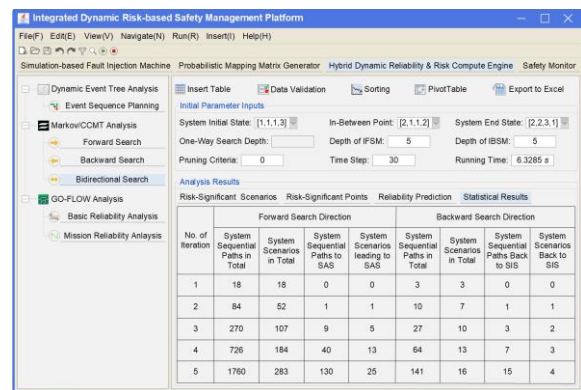 Integrated Dynamic Risk-based Safety Management Platform
File(F) Edit(E) View(V) Navigate(N) Run(R) Insert(I) Help(H)
Simulation-based Fault Injection Machine Probabilistic Mapping Matrix Generator Hybrid Dynamic Reliability & Risk Compute Engine Safety Monitor
Dynamic Event Tree Analysis
Event Sequence Planning
Markov/CCMT Analysis
Forward Search
Backward Search
Bidirectional Search
GO-FLOW Analysis
Basic Reliability Analysis
Mission Reliability Anlaysis
Insert Table Data Validation Sorting PivotTable Export to Excel
Initial Parameter Inputs
System Initial State: [1,1,1,3] In-Between Point: [2,1,1,2] System End State: [2,2,3,1]
One-Way Search Depth: Depth of IFSM: 5 Depth of IBSM: 5
Pruning Criteria: 0 Time Step: 30 Running Time: 6.3285 s
Analysis Results
Risk-Significant Scenarios Risk-Significant Points Reliability Prediction Statistical Results
No. of Iteration Forward Search Direction Backward Search Direction
System Sequential Paths in Total System Scenarios in Total System Sequential Paths to SAS System Scenarios leading to SAS System Sequential Paths in Total System Scenarios in Total System Sequential Paths Back to SIS System Scenarios Back to SIS
1 18 18 0 0 3 3 0 0
2 84 52 1 1 10 7 1 1
3 270 107 9 5 27 10 3 2
4 726 184 40 13 64 13 7 3
5 1760 283 130 25 141 16 15 4